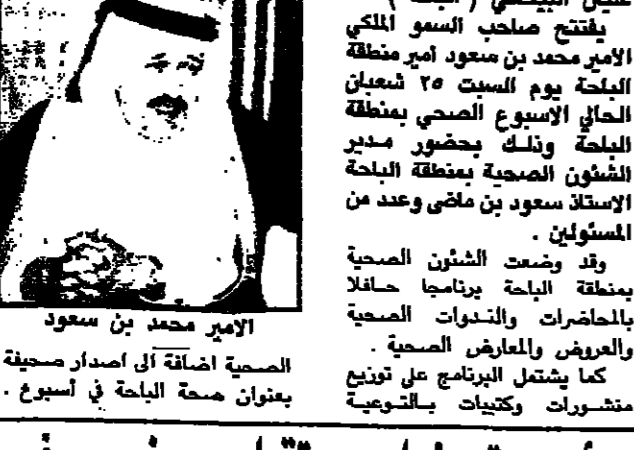 ( الباحة )
يفتتح صاحب السمو الملكي
الامير محمد بن سعود أمير منطقة
الباحة يوم السبت ٢٥ شعبان
الحالي الاسبوع الصحي بمنطقة
الباحة وذلك بحضور مدير
الشئون الصحية بمنطقة الباحة
الاستاذ سعود بن ماضى وعدد من
المسئولين .
وقد وضعت الشئون الصحية
بمنطقة الباحة برنامجا حافلا
بالمحاضرات والندوات الصحية
والعروض والمعارض الصحية .
كما يشتمل البرنامج على توزيع
منشورات وكتيبات بالتوعية
الامير محمد بن سعود
الصحية اضافة الى اصدار صحيفة
بعنوان صحة الباحة في أسبوع .